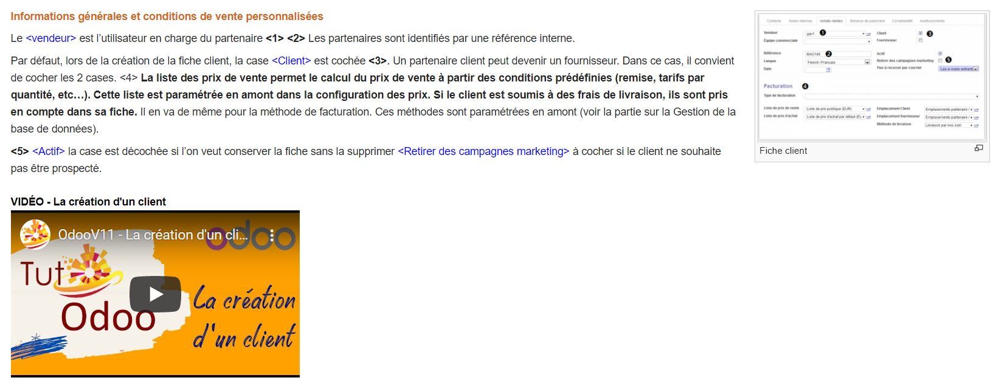 Informations générales et conditions de vente personnalisées
Le <vendeur> est l’utilisateur en charge du partenaire <1> <2> Les partenaires sont identifiés par une référence interne.
Par défaut, lors de la création de la fiche client, la case <Client> est cochée <3>. Un partenaire client peut devenir un fournisseur. Dans ce cas, il convient
de cocher les 2 cases. <4> La liste des prix de vente permet le calcul du prix de vente à partir des conditions prédéfinies (remise, tarifs par
quantité, etc…). Cette liste est paramétrée en amont dans la configuration des prix. Si le client est soumis à des frais de livraison, ils sont pris
en compte dans sa fiche. Il en va de même pour la méthode de facturation. Ces méthodes sont paramétrées en amont (voir la partie sur la Gestion de la
base de données).
<5> <Actif> la case est décochée si l’on veut conserver la fiche sans la supprimer <Retirer des campagnes marketing> à cocher si le client ne souhaite
pas être prospecté.
Contacts Notes internes Achats-Ventes Relance de paiement Comptabilité Avertissements
Vendeur gav1 1 Client 3
Équipe commerciale Fournisseur
Référence MAG149 2 Actif
Langue French / Français Retirer des campagnes marketing 5
Date Flux à recevoir par courriel Les e-mails entrants
Facturation 4
Type de facturation
Liste de prix de vente Liste de prix publique (EUR) Emplacement Client Emplacements partenaire /
Liste de prix d'achat Liste de prix d'achat par défaut (EU Emplacement fournisseur Emplacements partenaire /
Méthode de livraison Livraison par nos soin
Fiche client
VIDÉO - La création d'un client
OdooV11 - La création d'un cli...
odoo
Tut
Odoo
La création
d'un client